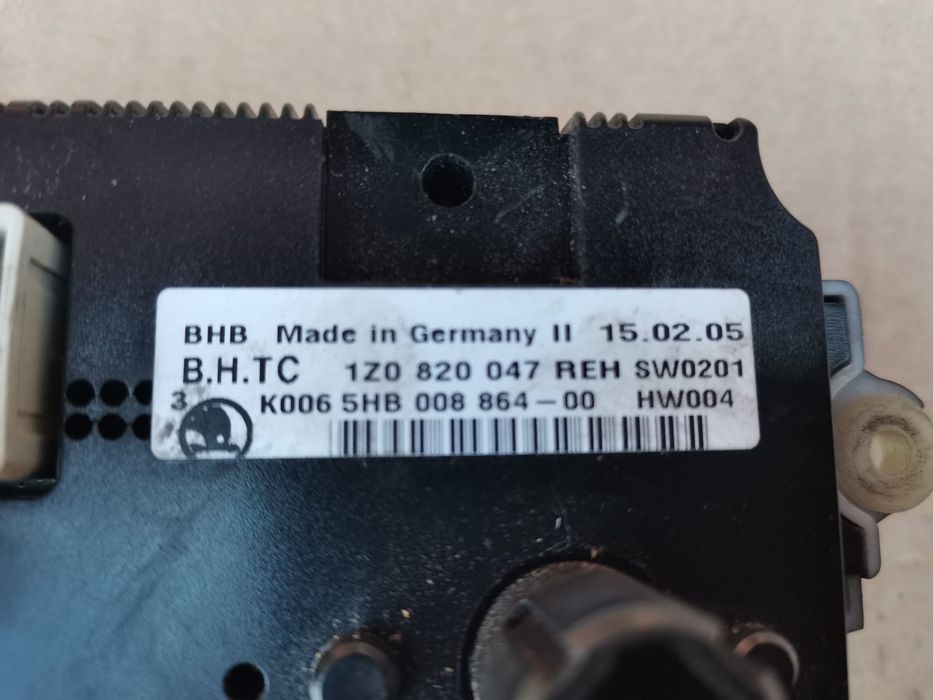 BHB Made in Germany II 15.02.05
B.H.TC 1Z0 820 047 REH SW0201
3 K006 5HB 008 864-00 HW004